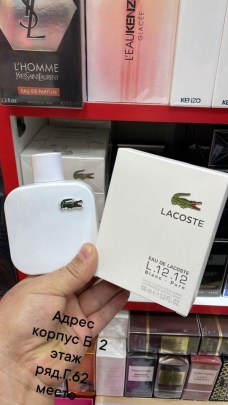 L'HOMME
YVES SAINT LAURENT
EAU DE PARFUM
L'EAU KENZO
GLACÉE
KENZO
KENZO
LACOSTE
EAU DE LACOSTE
L.12.12
Blanc - Pure
Адрес
корпус Б 2
этаж
ряд.Г.62
место